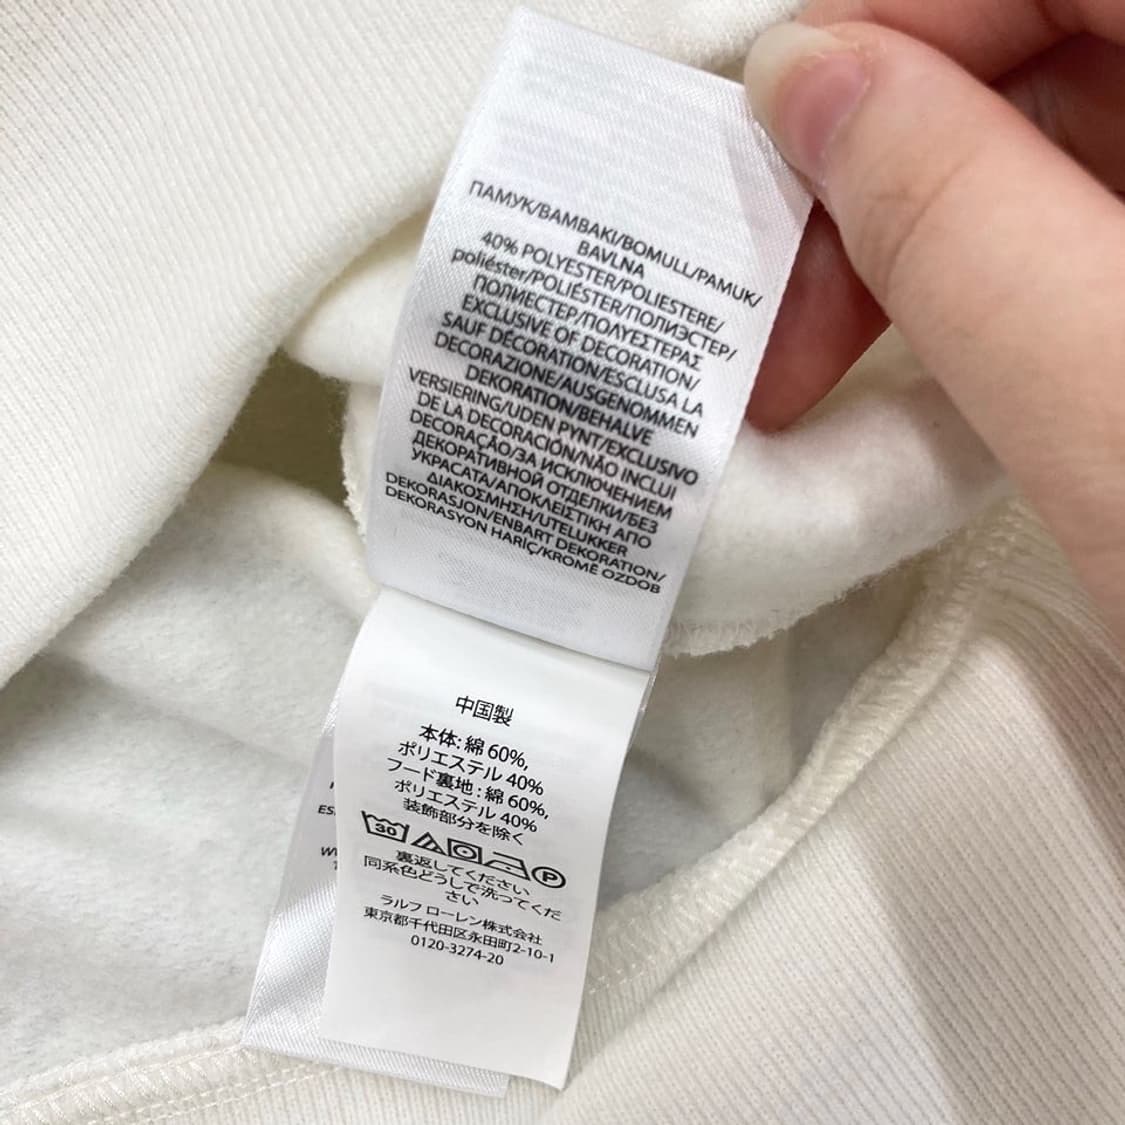 ПАМУК/ΒΑΜΒΑΚΙ/BOMULL/PAMUK/
BAVLNA
40% POLYESTER/POLIESTERE/
poliéster/POLIÉSTER/ПОЛИЭСТЕР/
ПОЛИЕСТЕР/ΠΟΛΥΕΣΤΕΡΑΣ
EXCLUSIVE OF DECORATION/
SAUF DÉCORATION/ESCLUSA LA
DECORAZIONE/AUSGENOMMEN
DEKORATION/BEHALVE
VERSIERING/UDEN PYNT/EXCLUSIVO
DE LA DECORACIÓN/NÃO INCLUI
DECORAÇÃO/ЗА ИСКЛЮЧЕНИЕМ
ДЕКОРАТИВНОЙ ОТДЕЛКИ/БЕЗ
УКРАСАТА/ΑΠΟΚΛΕΙΣΤΙΚΗ ΑΠΟ
ΔΙΑΚΟΣΜΗΣΗ/UTELUKKER
DEKORASJON/ENBART DEKORATION/
DEKORASYON HARİÇ/KROMĚ OZDOB
中国製
本体: 綿 60%,
ポリエステル 40%
フード裏地 : 綿 60%,
ポリエステル 40%
装飾部分を除く
30 P
裏返してください
同系色どうしで洗ってくだ
さい
ラルフ ローレン株式会社
東京都千代田区永田町2-10-1
0120-3274-20
ES
W